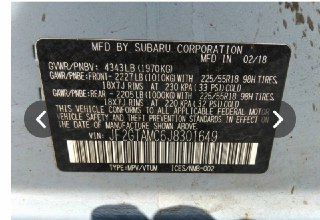 MFD BY SUBARU CORPORATION
GVWR/PNBV: 4343LB (1970KG) 02/18
GAWR/PNBE:FRONT-2227LB(1010KG)WITH 225/55R18 98H TIRES,
18X7J RIMS AT 230 KPA (33 PSI) COLD
GAWR/PNBE:REAR -2205LB(1000KG)WITH 225/55R18 98H TIRES,
18X7J RIMS AT 220 KPA (32 PSI) COLD
THIS VEHICLE CONFORMS TO ALL APPLICABLE
FEDERAL MOTOR VEHICLE SAFETY
AND THEFT PREVENTION STANDARDS IN EFFECT
ON THE DATE OF MANUFACTURE SHOWN ABOVE.
JF2GTAMC6J8301649
TYPE:MPV/VTUM ICES/NMB-002